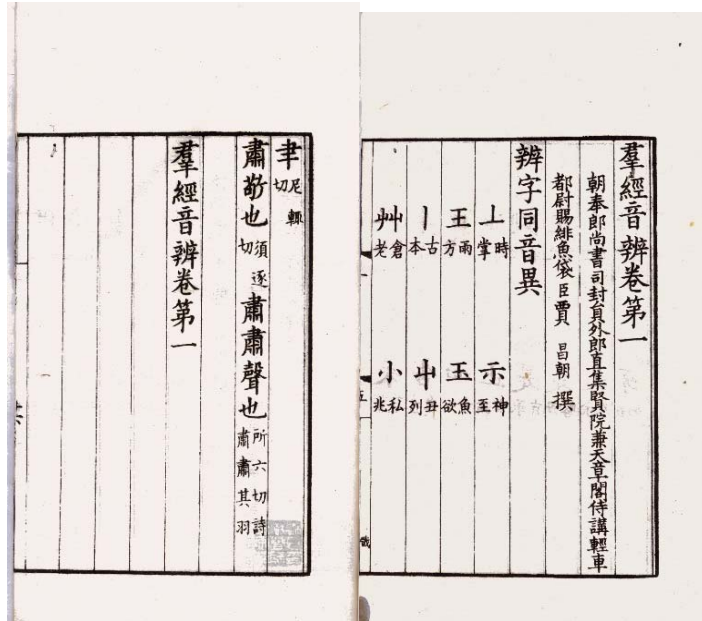 羣經音辨卷第一
朝奉郎尚書司封貟外郎直集賢院兼天章閣侍講輕車
都尉賜緋魚袋臣賈 昌朝 撰
辨字同音異
丄時掌 示神至
王雨方 玉魚欲
丨古本 屮丑列
艸倉老 小私兆
𦘒尼輒切
肅敬也須逐切肅肅聲也所六切詩肅肅其羽
羣經音辨卷第一